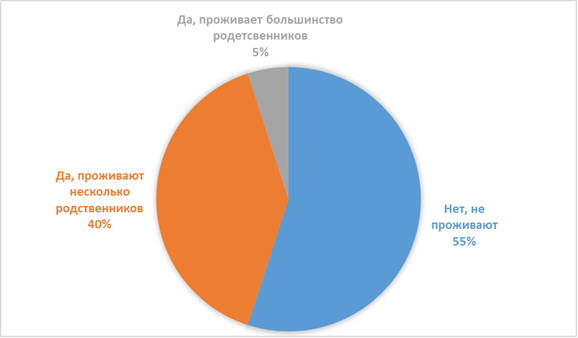 Да, проживает большинство
родетсвенников
5%
Да, проживают
несколько
родственников
40%
Нет, не
проживают
55%